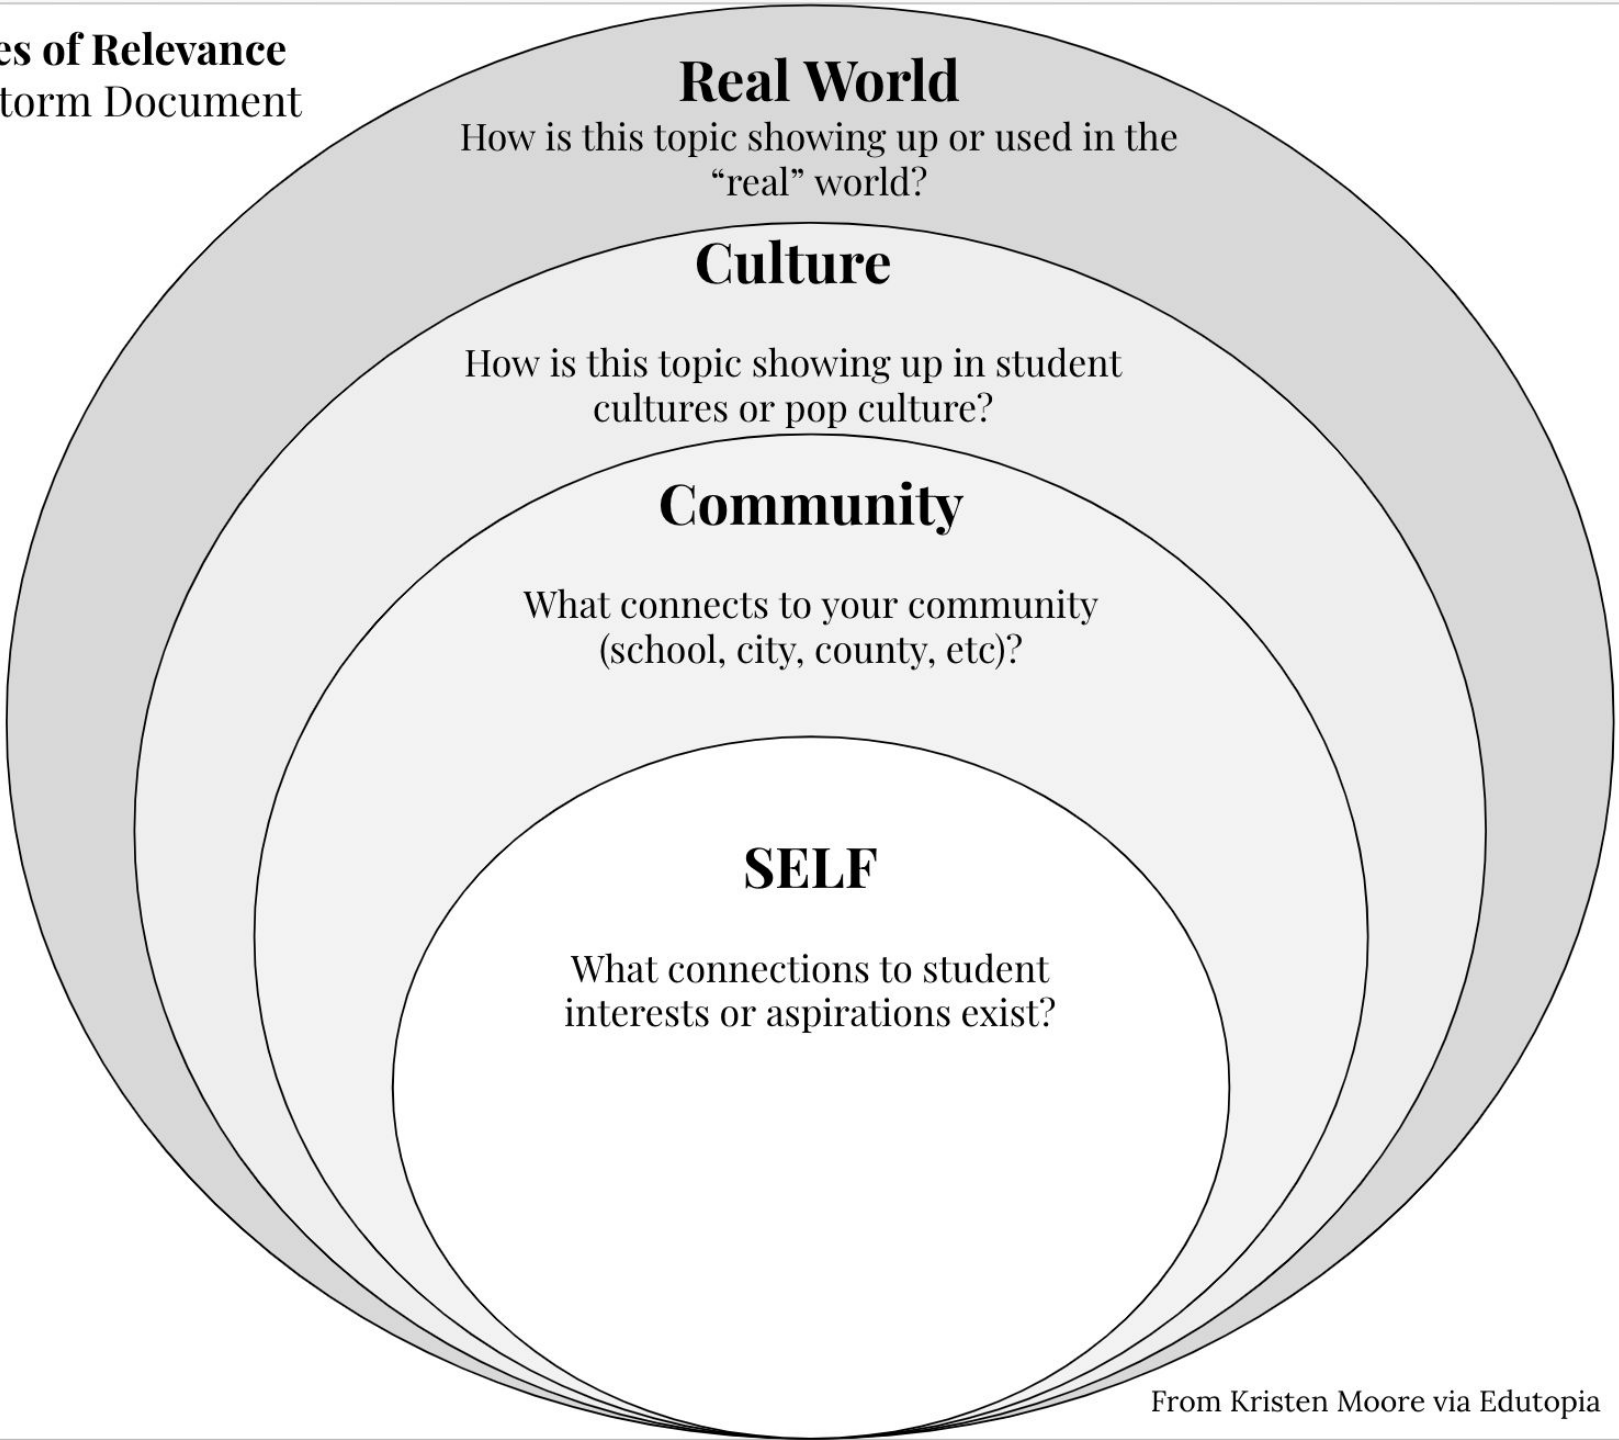 es of Relevance
torm Document
Real World
How is this topic showing up or used in the
“real” world?
Culture
How is this topic showing up in student
cultures or pop culture?
Community
What connects to your community
(school, city, county, etc)?
SELF
What connections to student
interests or aspirations exist?
From Kristen Moore via Edutopia